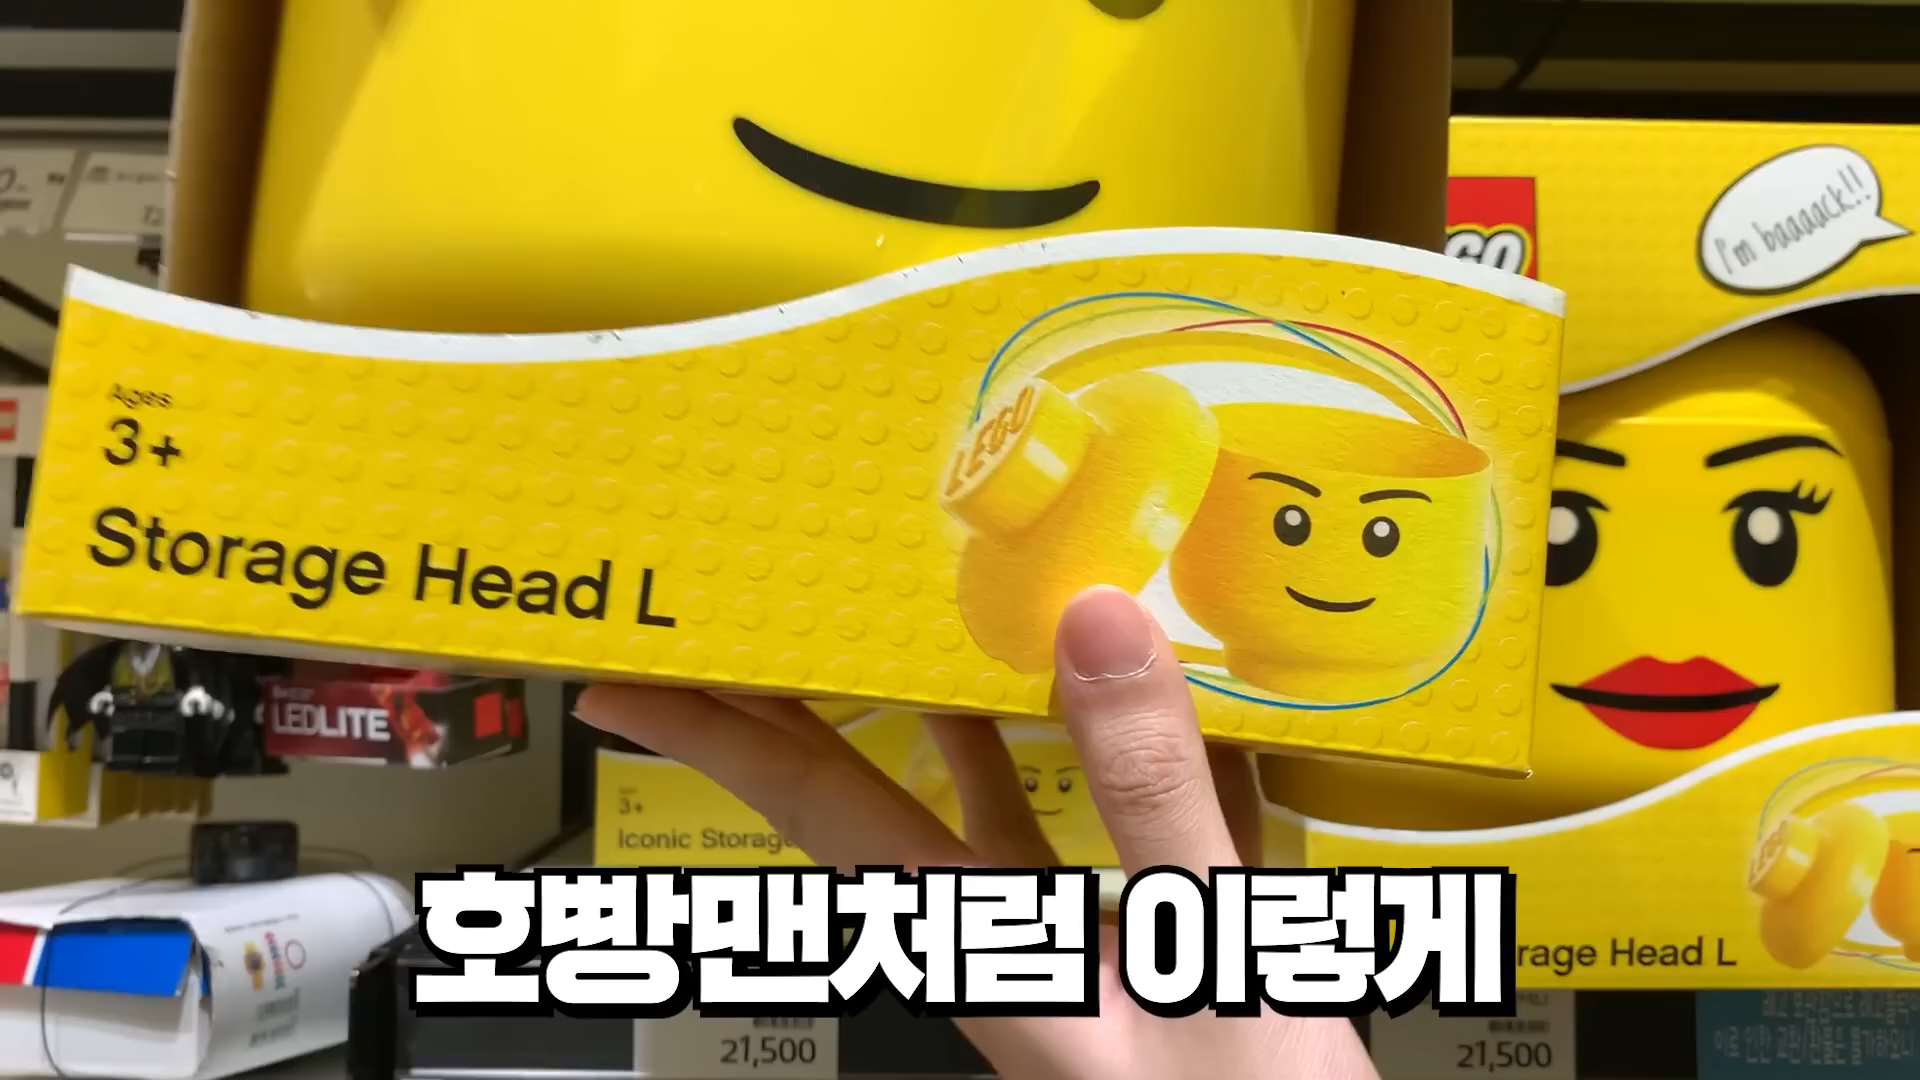 I'm baaaack!!
LEGO
Ages
3+
Storage Head L
LEDLITE
3+
Iconic Storage
rage Head L
호빵맨처럼 이렇게
21,500
21,500